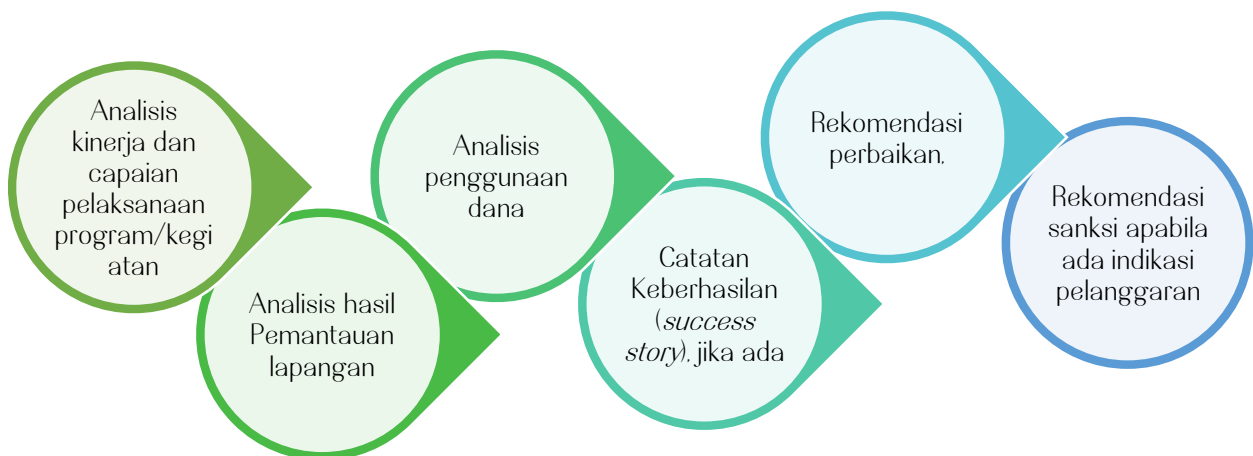 Analisis
kinerja dan
capaian
pelaksanaan
program/kegi
atan
Analisis hasil
Pemantauan
lapangan
Analisis
penggunaan
dana
Catatan
Keberhasilan
(success
story), jika ada
Rekomendasi
perbaikan,
Rekomendasi
sanksi apabila
ada indikasi
pelanggaran